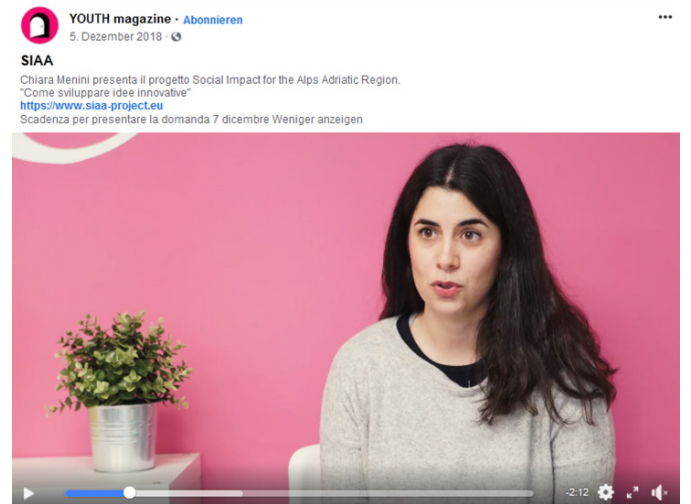 YOUTH magazine · Abonnieren
5. Dezember 2018 ·
SIAA
Chiara Menini presenta il progetto Social Impact for the Alps Adriatic Region.
"Come sviluppare idee innovative"
https://www.siaa-project.eu
Scadenza per presentare la domanda 7 dicembre Weniger anzeigen
-2:12